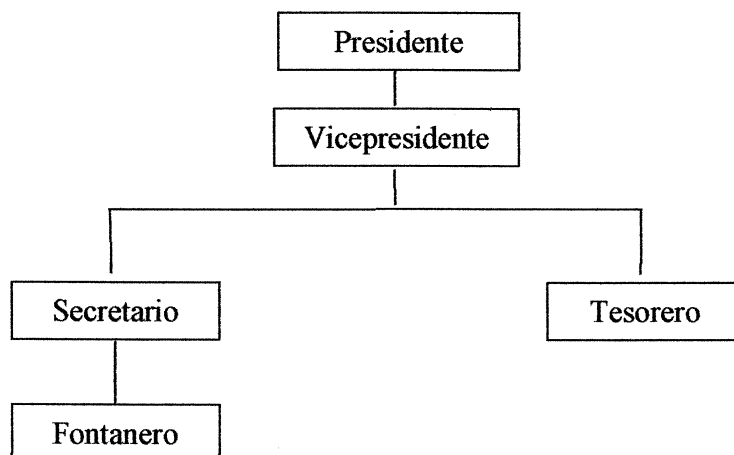 Presidente
Vicepresidente
Secretario
Tesorero
Fontanero